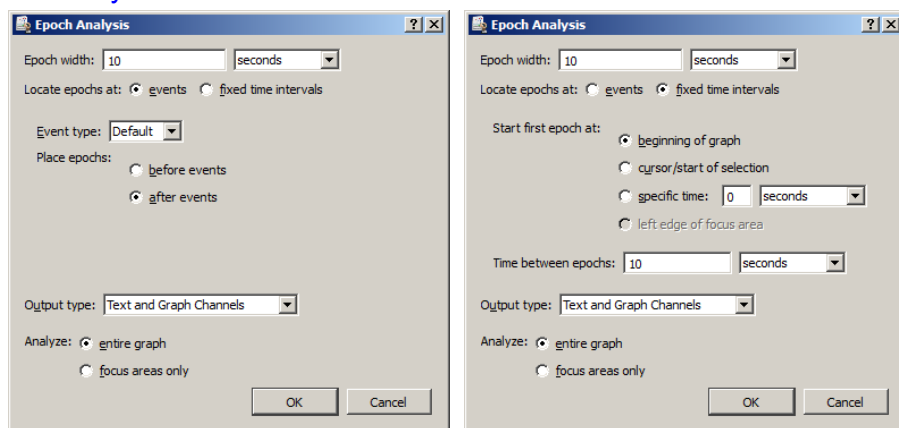 Epoch Analysis
Epoch width: 10 seconds
Locate epochs at: events fixed time intervals
Event type: Default
Place epochs:
before events
after events
Output type: Text and Graph Channels
Analyze: entire graph
focus areas only
OK Cancel
Epoch Analysis
Epoch width: 10 seconds
Locate epochs at: events fixed time intervals
Start first epoch at:
beginning of graph
cursor/start of selection
specific time: 0 seconds
left edge of focus area
Time between epochs: 10 seconds
Output type: Text and Graph Channels
Analyze: entire graph
focus areas only
OK Cancel